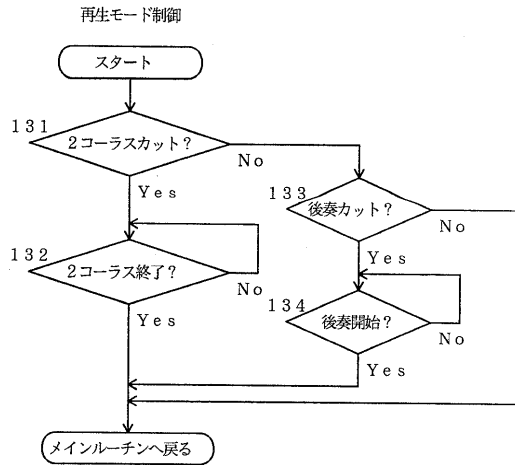 再生モード制御
スタート
131
2コーラスカット？
No
Yes
133
後奏カット？
No
Yes
132
2コーラス終了？
No
Yes
134
後奏開始？
No
Yes
メインルーチンへ戻る